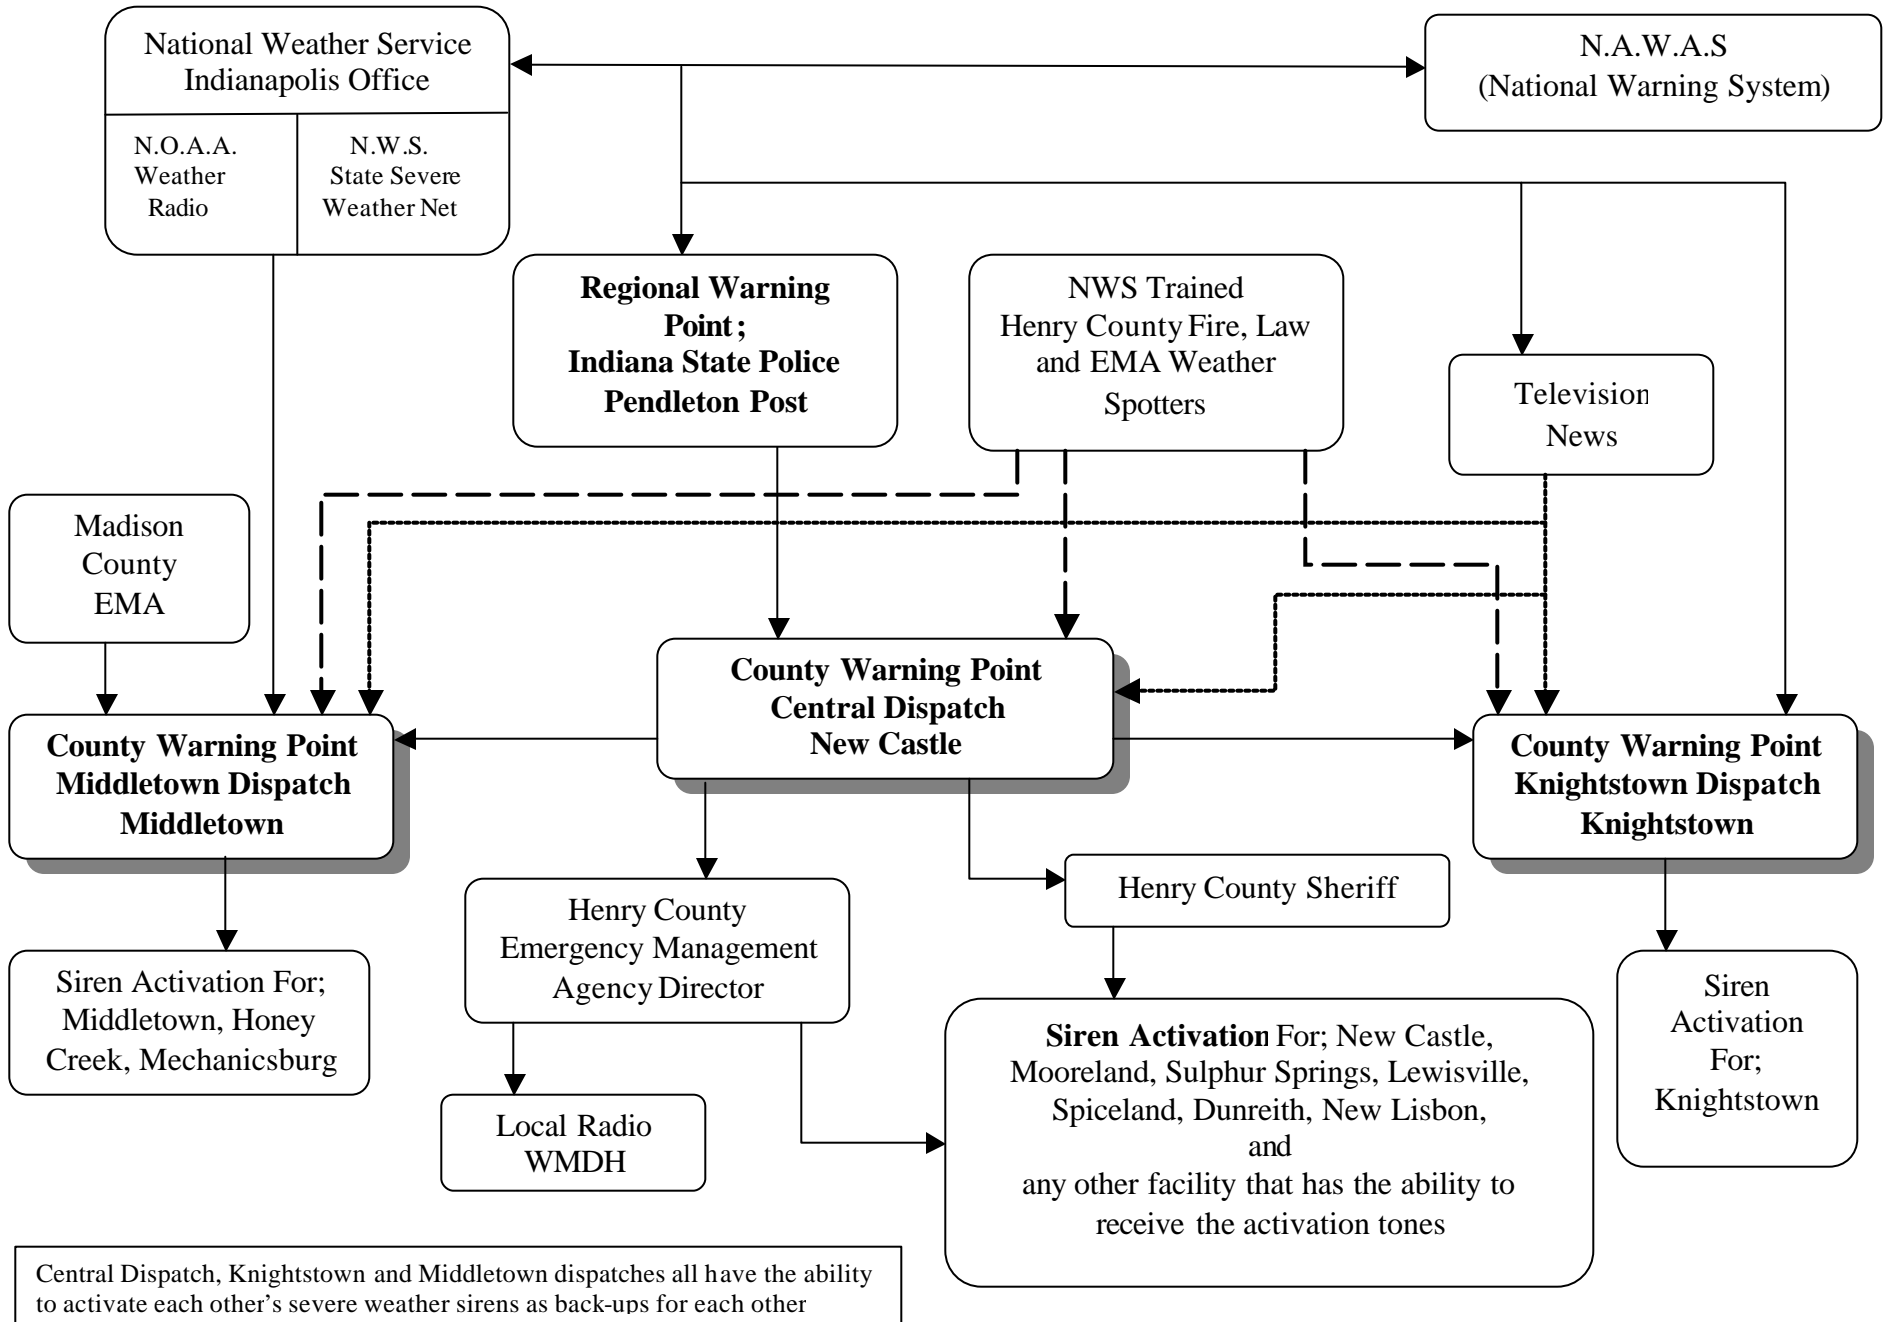 National Weather Service
Indianapolis Office
N.O.A.A.
Weather
Radio
N.W.S.
State Severe
Weather Net
N.A.W.A.S
(National Warning System)
Regional Warning
Point;
Indiana State Police
Pendleton Post
NWS Trained
Henry County Fire, Law
and EMA Weather
Spotters
Television
News
Madison
County
EMA
County Warning Point
Central Dispatch
New Castle
County Warning Point
Middletown Dispatch
Middletown
County Warning Point
Knightstown Dispatch
Knightstown
Henry County
Emergency Management
Agency Director
Henry County Sheriff
Siren Activation For;
Middletown, Honey
Creek, Mechanicsburg
Siren Activation For; New Castle,
Mooreland, Sulphur Springs, Lewisville,
Spiceland, Dunreith, New Lisbon,
and
any other facility that has the ability to
receive the activation tones
Siren
Activation
For;
Knightstown
Local Radio
WMDH
Central Dispatch, Knightstown and Middletown dispatches all have the ability
to activate each other's severe weather sirens as back-ups for each other